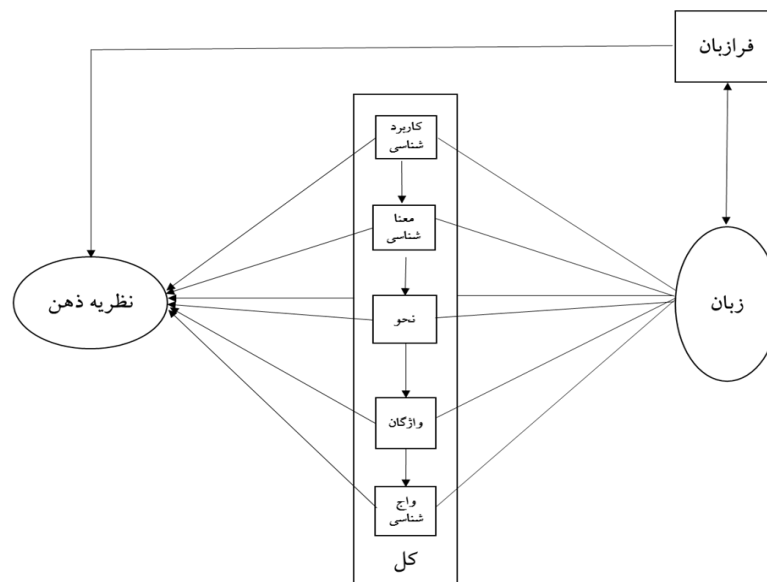 فرازبان
کاربرد
شناسی
معنا
شناسی
نظریه ذهن
نحو
زبان
واژگان
واج
شناسی
کل